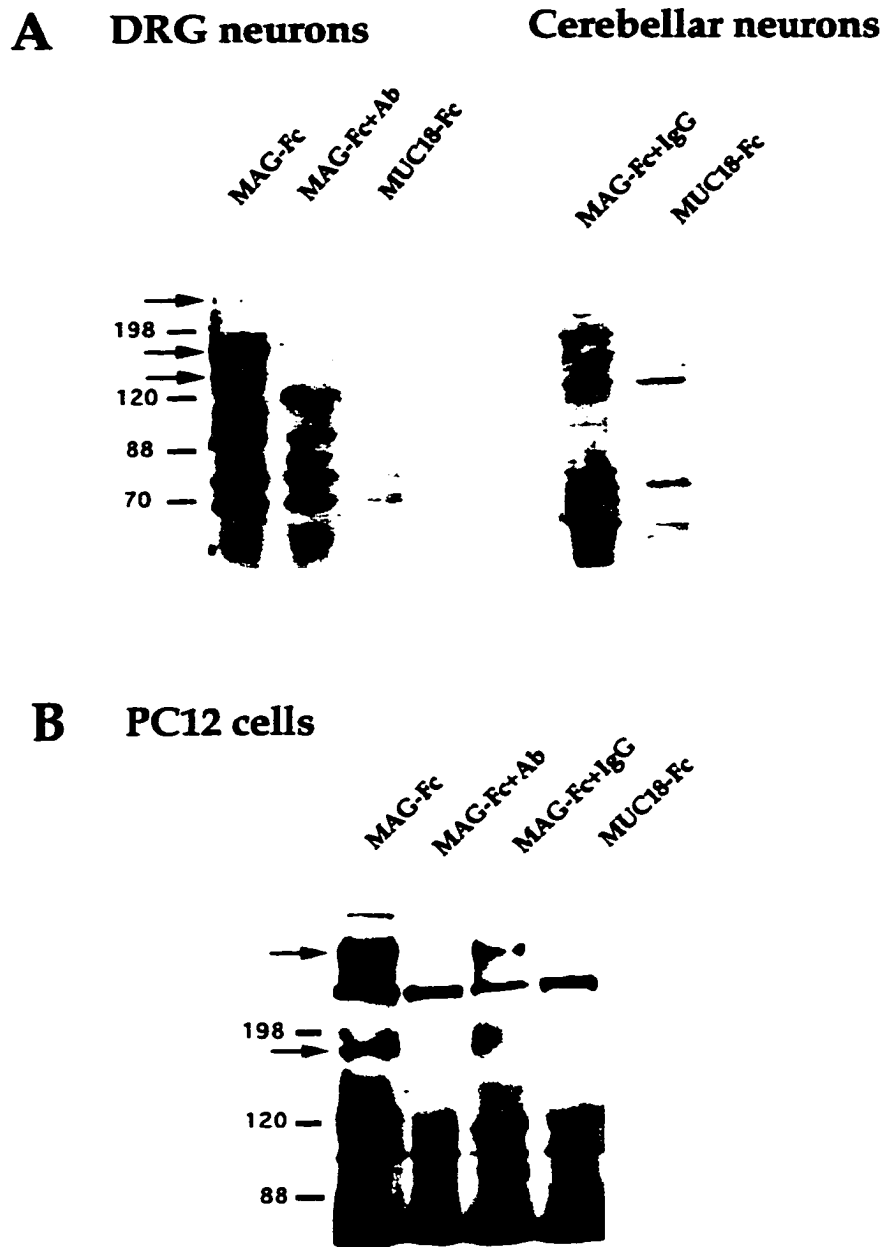 A DRG neurons Cerebellar neurons
MAG-Fc
MAG-Fc+Ab
MUC18-Fc
MAG-Fc+IgG
MUC18-Fc
198
120
88
70
B PC12 cells
MAG-Fc
MAG-Fc+Ab
MAG-Fc+IgG
MUC18-Fc
198
120
88